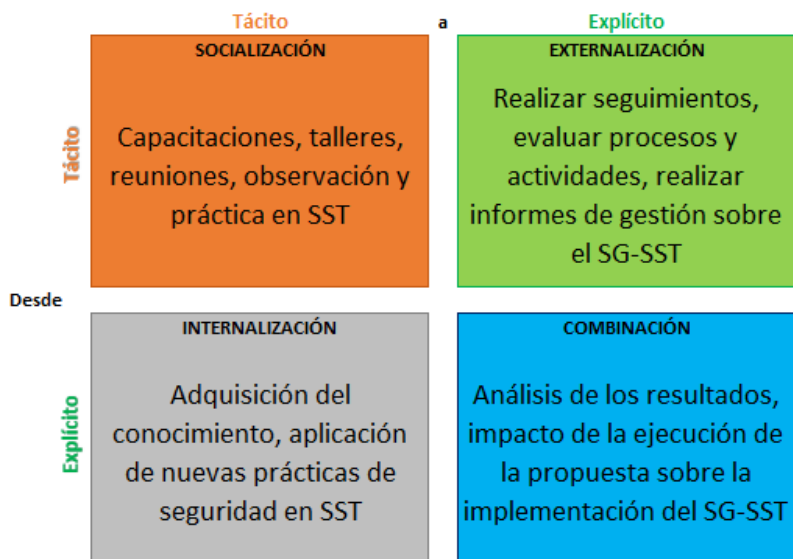 Tácito
a
Explícito
Tácito
SOCIALIZACIÓN
Capacitaciones, talleres,
reuniones, observación y
práctica en SST
EXTERNALIZACIÓN
Realizar seguimientos,
evaluar procesos y
actividades, realizar
informes de gestión sobre
el SG-SST
Desde
Explícito
INTERNALIZACIÓN
Adquisición del
conocimiento, aplicación
de nuevas prácticas de
seguridad en SST
COMBINACIÓN
Análisis de los resultados,
impacto de la ejecución de
la propuesta sobre la
implementación del SG-SST